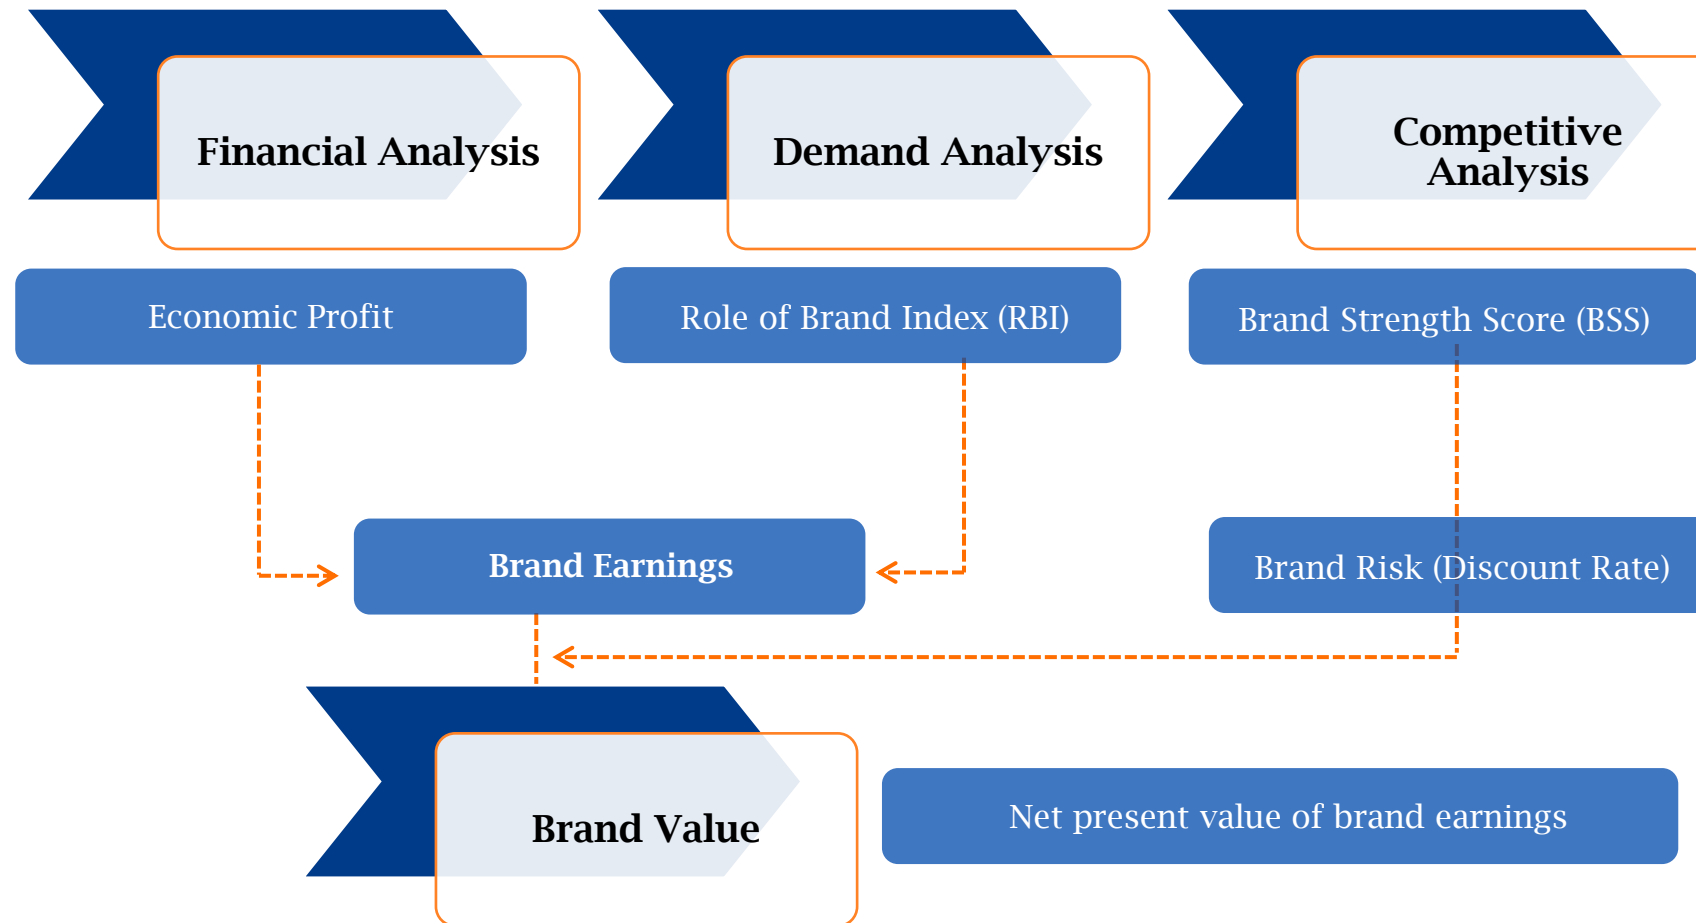 Financial Analysis
Demand Analysis
Competitive
Analysis
Economic Profit
Role of Brand Index (RBI)
Brand Strength Score (BSS)
Brand Earnings
Brand Risk (Discount Rate)
Brand Value
Net present value of brand earnings